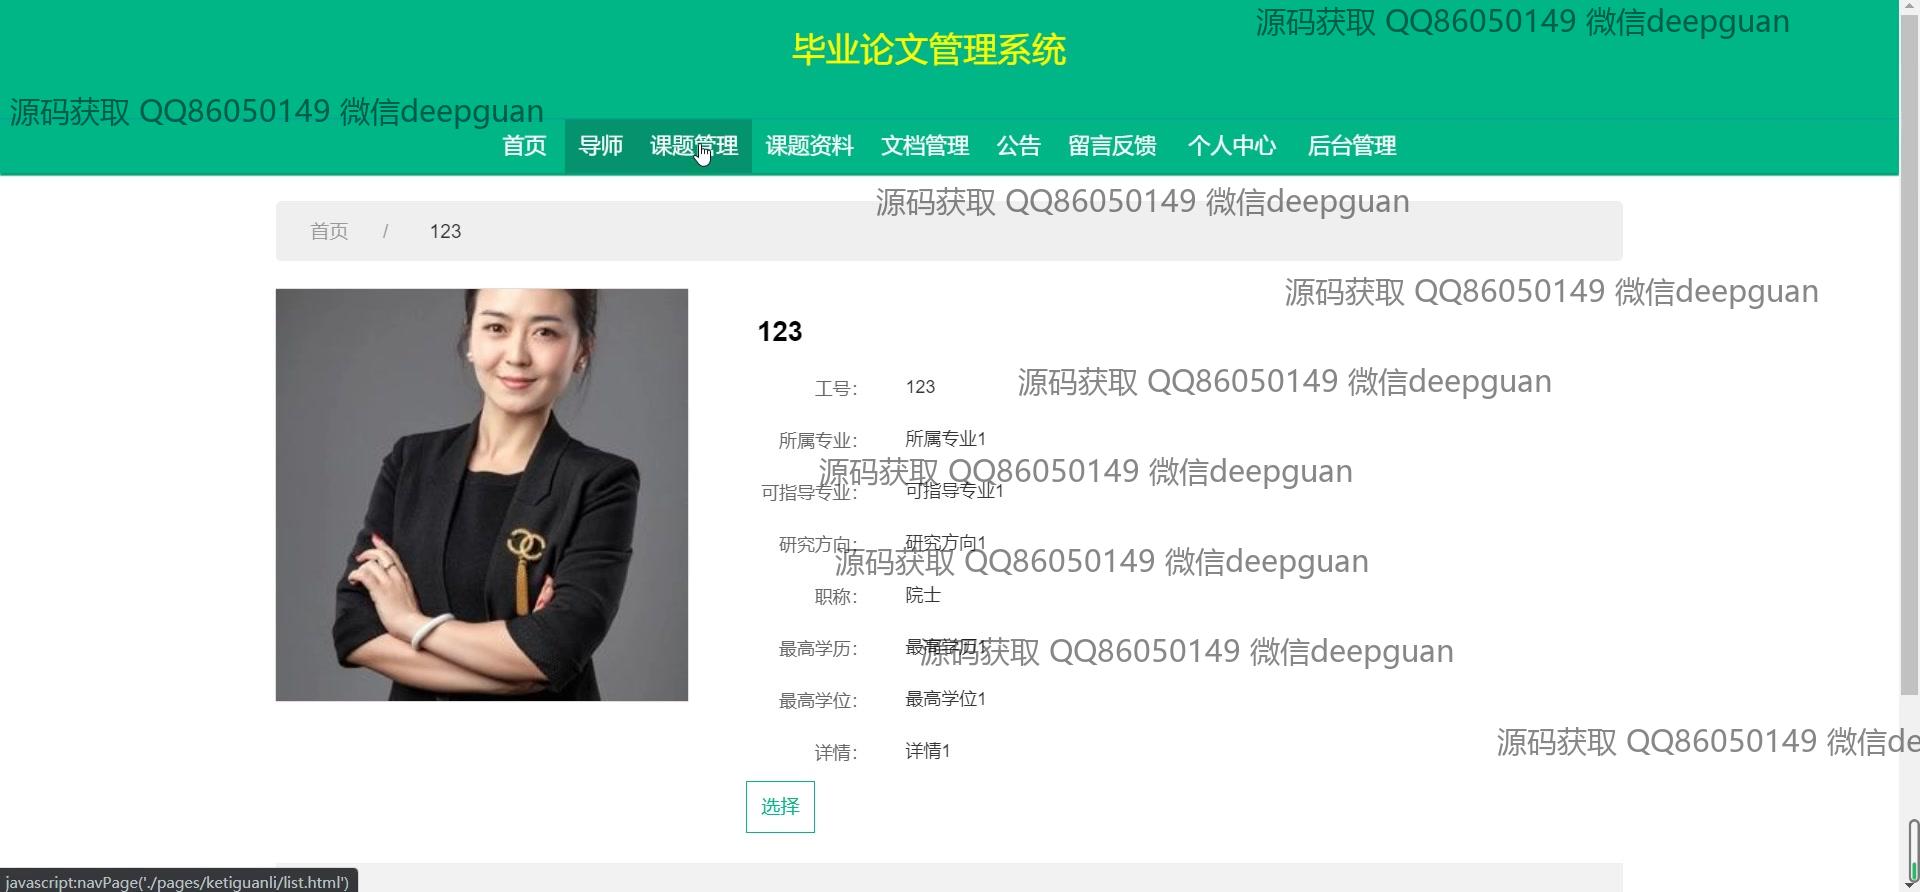 源码获取 QQ86050149 微信deepguan
毕业论文管理系统
源码获取 QQ86050149 微信deepguan
首页 导师 课题管理 课题资料 文档管理 公告 留言反馈 个人中心 后台管理
源码获取 QQ86050149 微信deepguan
首页 / 123
源码获取 QQ86050149 微信deepguan
123
工号： 123
源码获取 QQ86050149 微信deepguan
所属专业： 所属专业1
源码获取 QQ86050149 微信deepguan
可指导专业： 可指导专业1
研究方向： 研究方向1
源码获取 QQ86050149 微信deepguan
职称： 院士
最高学历： 最高学历1
源码获取 QQ86050149 微信deepguan
最高学位： 最高学位1
源码获取 QQ86050149 微信de
详情： 详情1
选择
javascript:navPage('./pages/ketiguanli/list.html')